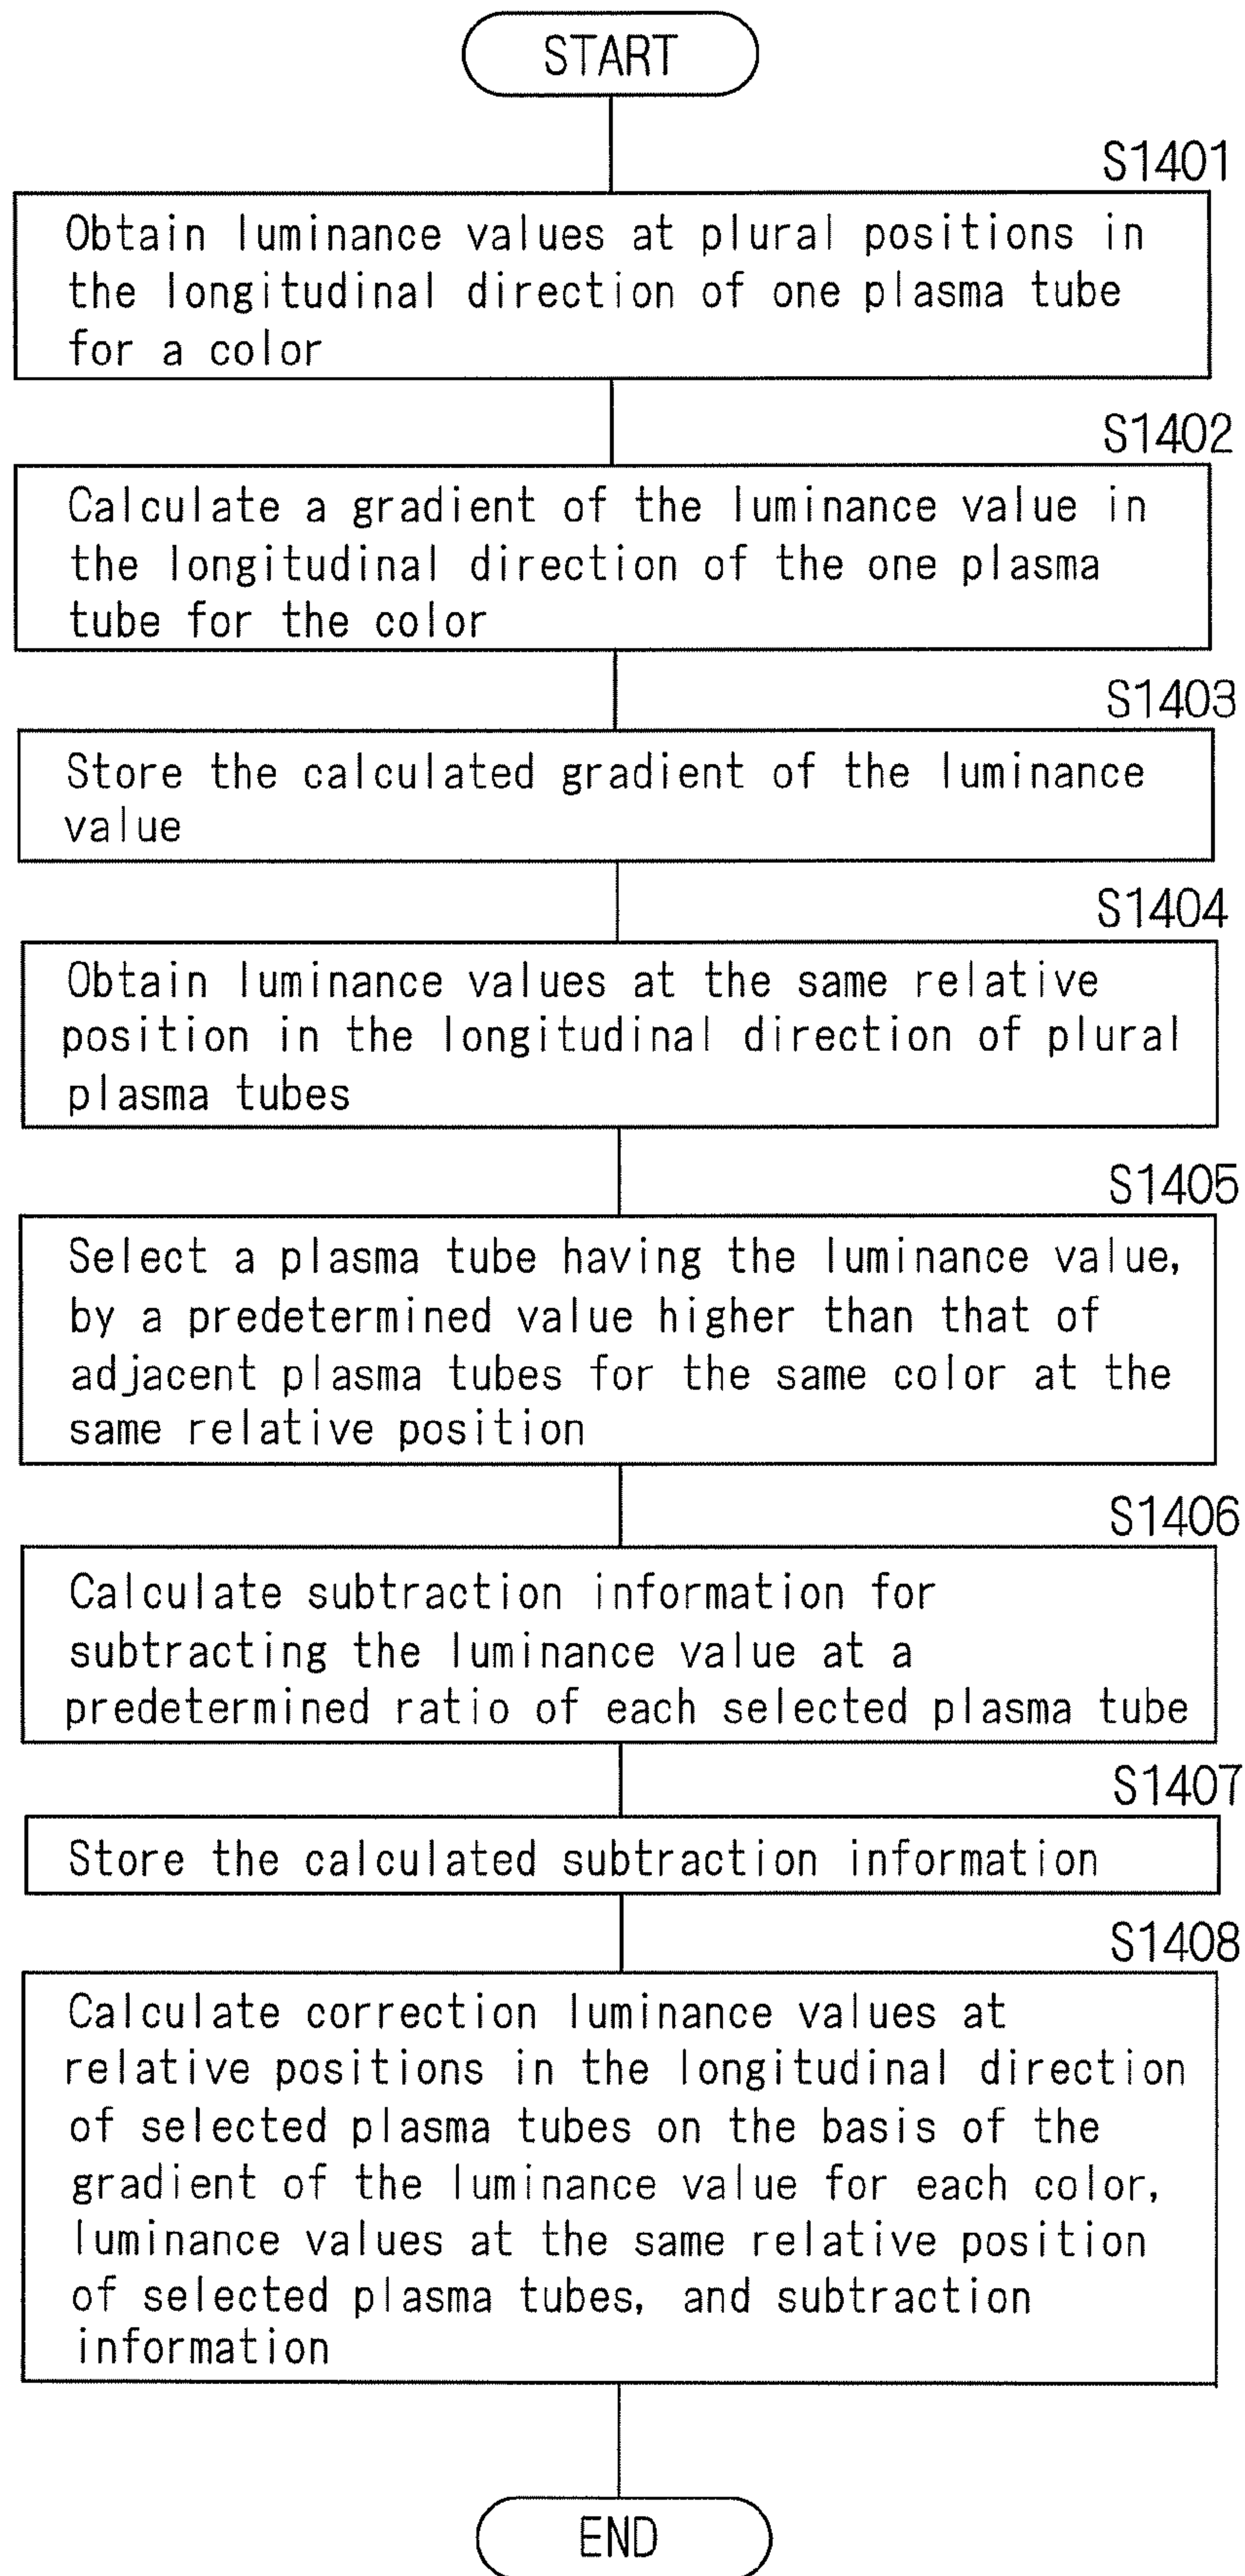 START
S1401
Obtain luminance values at plural positions in
the longitudinal direction of one plasma tube
for a color
S1402
Calculate a gradient of the luminance value in
the longitudinal direction of the one plasma
tube for the color
S1403
Store the calculated gradient of the luminance
value
S1404
Obtain luminance values at the same relative
position in the longitudinal direction of plural
plasma tubes
S1405
Select a plasma tube having the luminance value,
by a predetermined value higher than that of
adjacent plasma tubes for the same color at the
same relative position
S1406
Calculate subtraction information for
subtracting the luminance value at a
predetermined ratio of each selected plasma tube
S1407
Store the calculated subtraction information
S1408
Calculate correction luminance values at
relative positions in the longitudinal direction
of selected plasma tubes on the basis of the
gradient of the luminance value for each color,
luminance values at the same relative position
of selected plasma tubes, and subtraction
information
END